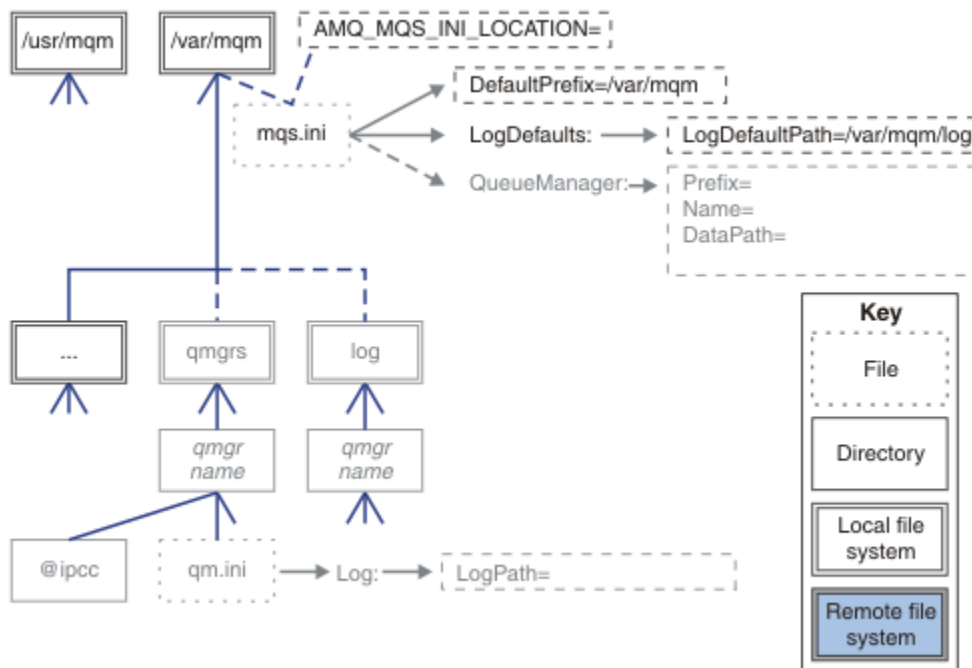 /usr/mqm
/var/mqm
AMQ_MQS_INI_LOCATION=
mqs.ini
DefaultPrefix=/var/mqm
LogDefaults:
LogDefaultPath=/var/mqm/log
QueueManager:
Prefix=
Name=
DataPath=
...
qmgrs
log
qmgr
name
qmgr
name
@ipcc
qm.ini
Log:
LogPath=
Key
File
Directory
Local file
system
Remote file
system